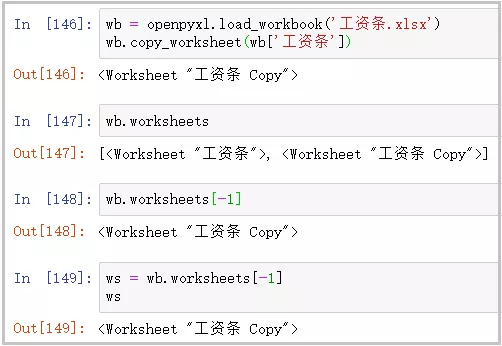 In [146]: wb = openpyxl.load_workbook('工资条.xlsx')
wb.copy_worksheet(wb['工资条'])
Out[146]: <Worksheet "工资条 Copy">
In [147]: wb.worksheets
Out[147]: [<Worksheet "工资条">, <Worksheet "工资条 Copy">]
In [148]: wb.worksheets[-1]
Out[148]: <Worksheet "工资条 Copy">
In [149]: ws = wb.worksheets[-1]
ws
Out[149]: <Worksheet "工资条 Copy">